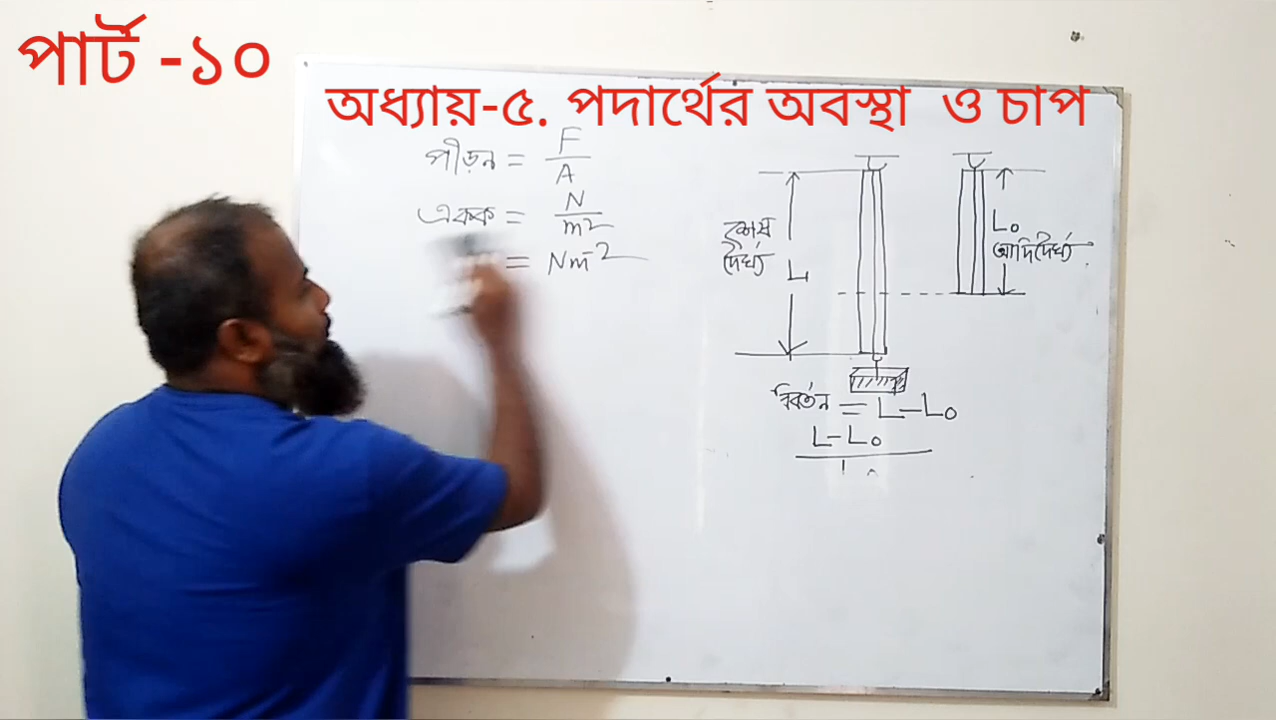 পার্ট -১০
অধ্যায়-৫. পদার্থের অবস্থা ও চাপ
পীড়ন = F/A
একক = N/m²
= Nm⁻²
শেষ দৈর্ঘ্য
L
L₀
আদিদৈর্ঘ্য
বিবর্তন = L-L₀
L-L₀